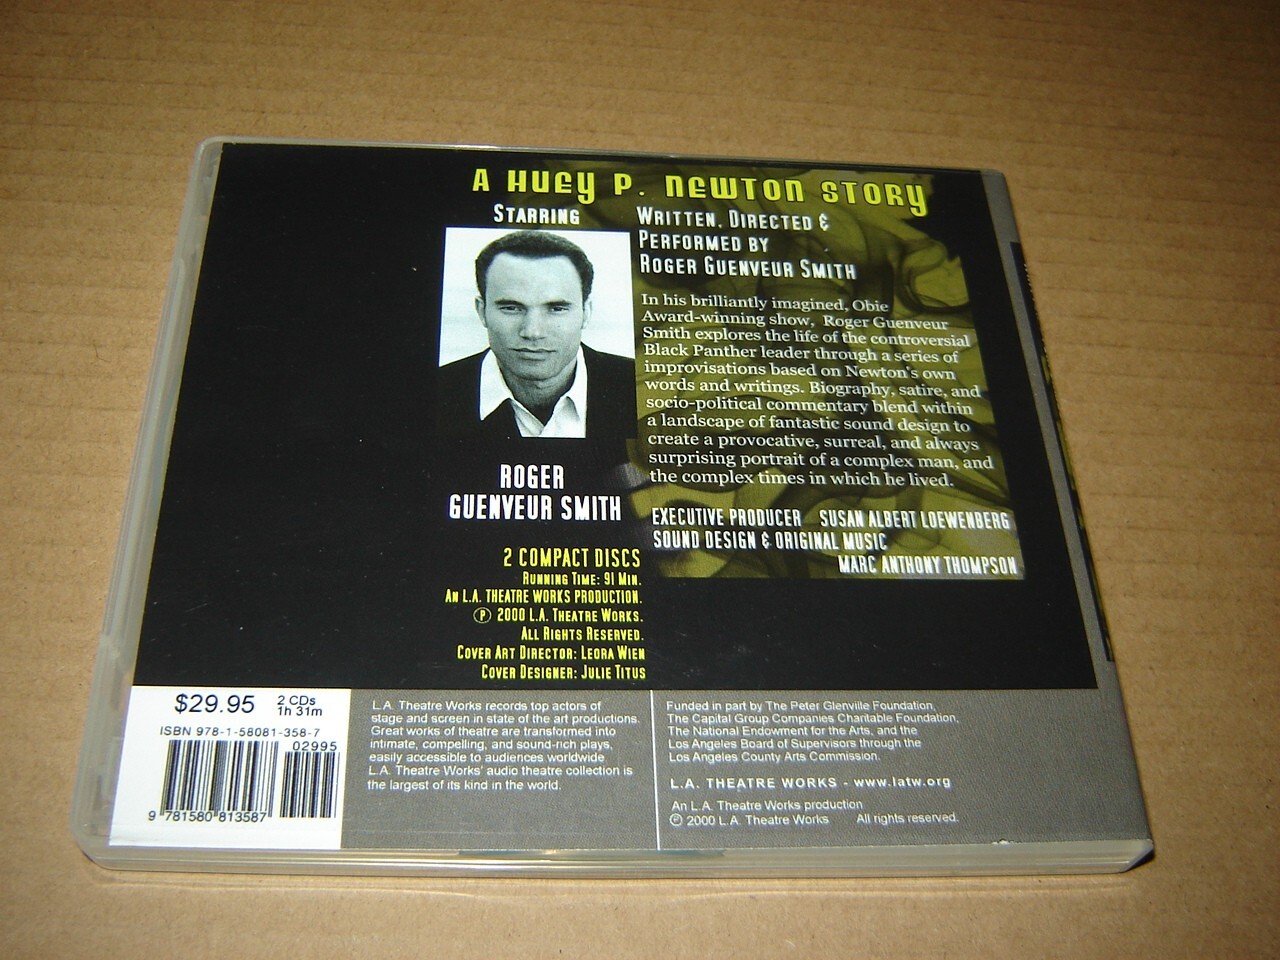 A HUEY P. NEWTON STORY
STARRING
WRITTEN, DIRECTED &
PERFORMED BY
ROGER GUENVEUR SMITH
In his brilliantly imagined, Obie
Award-winning show, Roger Guenveur
Smith explores the life of the controversial
Black Panther leader through a series of
improvisations based on Newton's own
words and writings. Biography, satire, and
socio-political commentary blend within
a landscape of fantastic sound design to
create a provocative, surreal, and always
surprising portrait of a complex man, and
the complex times in which he lived.
ROGER
GUENVEUR SMITH
EXECUTIVE PRODUCER SUSAN ALBERT LOEWENBERG
SOUND DESIGN & ORIGINAL MUSIC
MARC ANTHONY THOMPSON
2 COMPACT DISCS
RUNNING TIME: 91 MIN.
AN L.A. THEATRE WORKS PRODUCTION.
Ⓟ 2000 L.A. THEATRE WORKS.
ALL RIGHTS RESERVED.
COVER ART DIRECTOR: LEORA WIEN
COVER DESIGNER: JULIE TITUS
$29.95 2 CDs
1h 31m
ISBN 978-1-58081-358-7
02995
9 781580 813587
L.A. Theatre Works records top actors of
stage and screen in state of the art productions.
Great works of theatre are transformed into
intimate, compelling, and sound-rich plays,
easily accessible to audiences worldwide
L.A. Theatre Works' audio theatre collection is
the largest of its kind in the world.
Funded in part by The Peter Glenville Foundation,
The Capital Group Companies Charitable Foundation,
The National Endowment for the Arts, and the
Los Angeles Board of Supervisors through the
Los Angeles County Arts Commission.
L.A. THEATRE WORKS - www.latw.org
An L.A. Theatre Works production
Ⓟ 2000 L.A. Theatre Works All rights reserved.